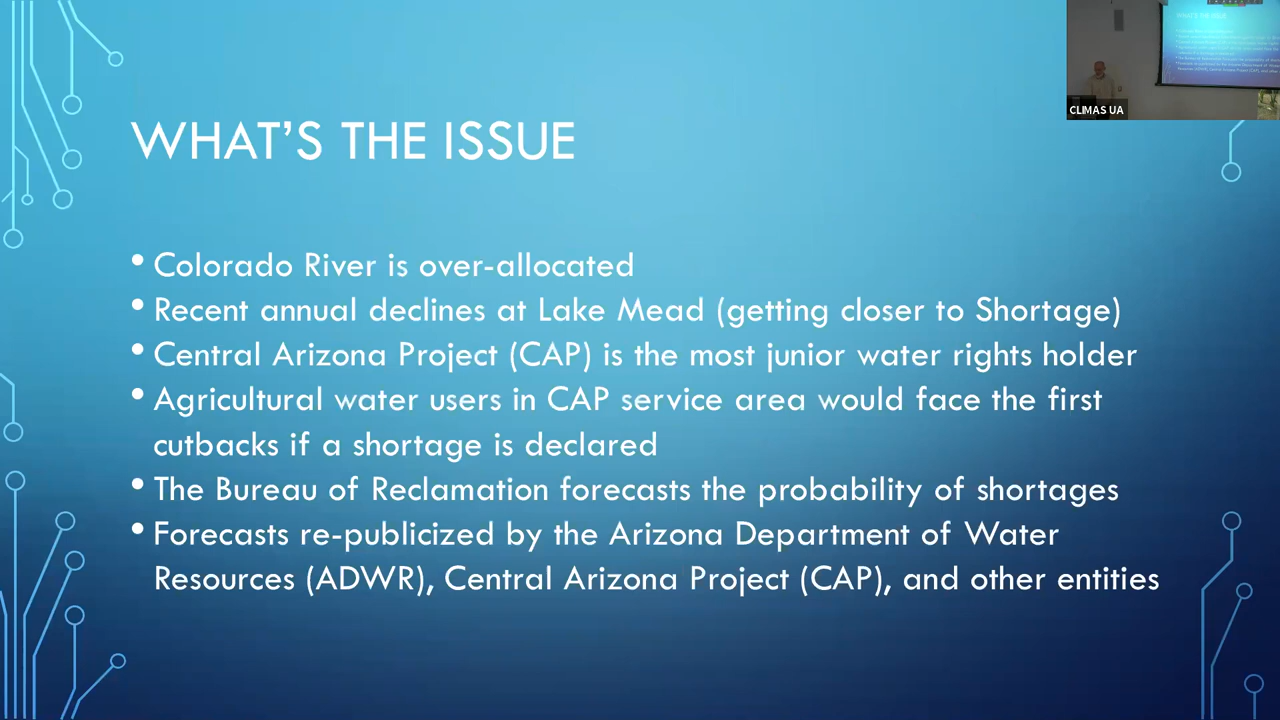 CLIMAS UA
WHAT'S THE ISSUE
• Colorado River is over-allocated
• Recent annual declines at Lake Mead (getting closer to Shortage)
• Central Arizona Project (CAP) is the most junior water rights holder
• Agricultural water users in CAP service area would face the first
cutbacks if a shortage is declared
• The Bureau of Reclamation forecasts the probability of shortages
• Forecasts re-publicized by the Arizona Department of Water
Resources (ADWR), Central Arizona Project (CAP), and other entities